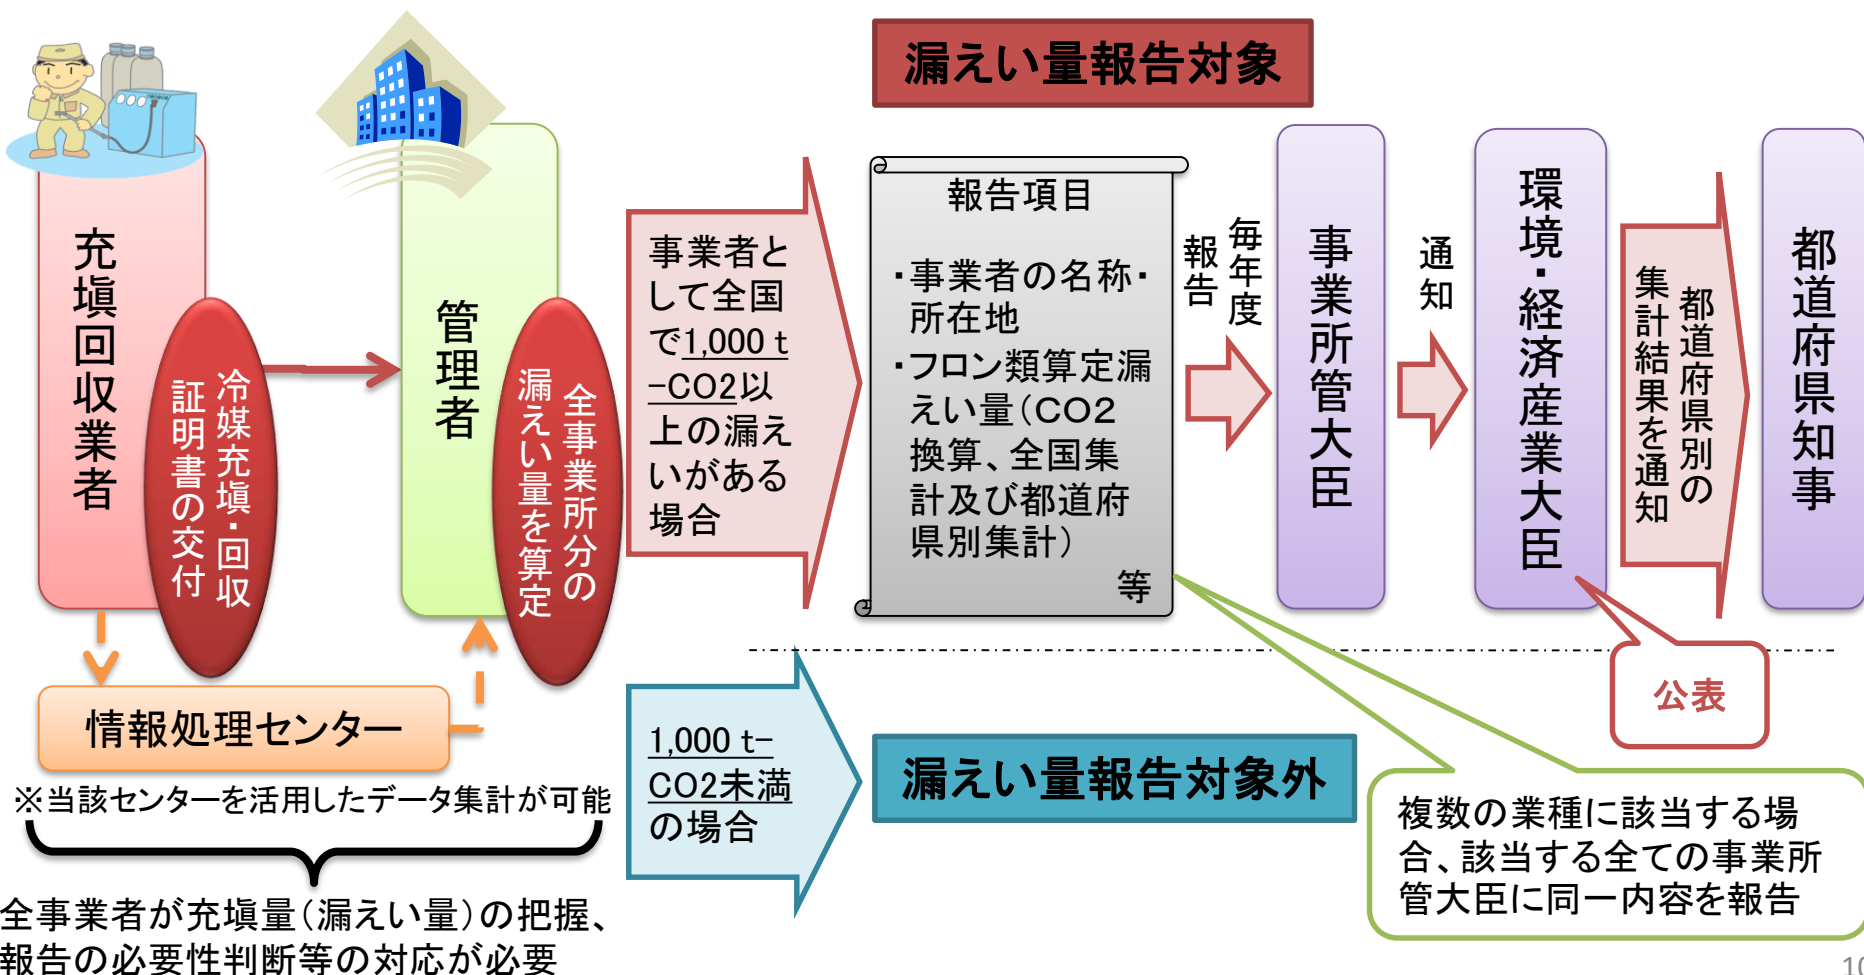 漏えい量報告対象
充塡回収業者
冷媒充塡・回収
証明書の交付
管理者
全事業所分の
漏えい量を算定
事業者と
して全国
で1,000 t
-CO2以
上の漏え
いがある
場合
報告項目
・事業者の名称・
所在地
・フロン類算定漏
えい量(CO2
換算、全国集
計及び都道府
県別集計)
等
毎年度
報告
事業所管大臣
通知
環境・経済産業大臣
都道府県別の
集計結果を通知
都道府県知事
公表
情報処理センター
※当該センターを活用したデータ集計が可能
全事業者が充塡量(漏えい量)の把握、
報告の必要性判断等の対応が必要
1,000 t-
CO2未満
の場合
漏えい量報告対象外
複数の業種に該当する場
合、該当する全ての事業所
管大臣に同一内容を報告